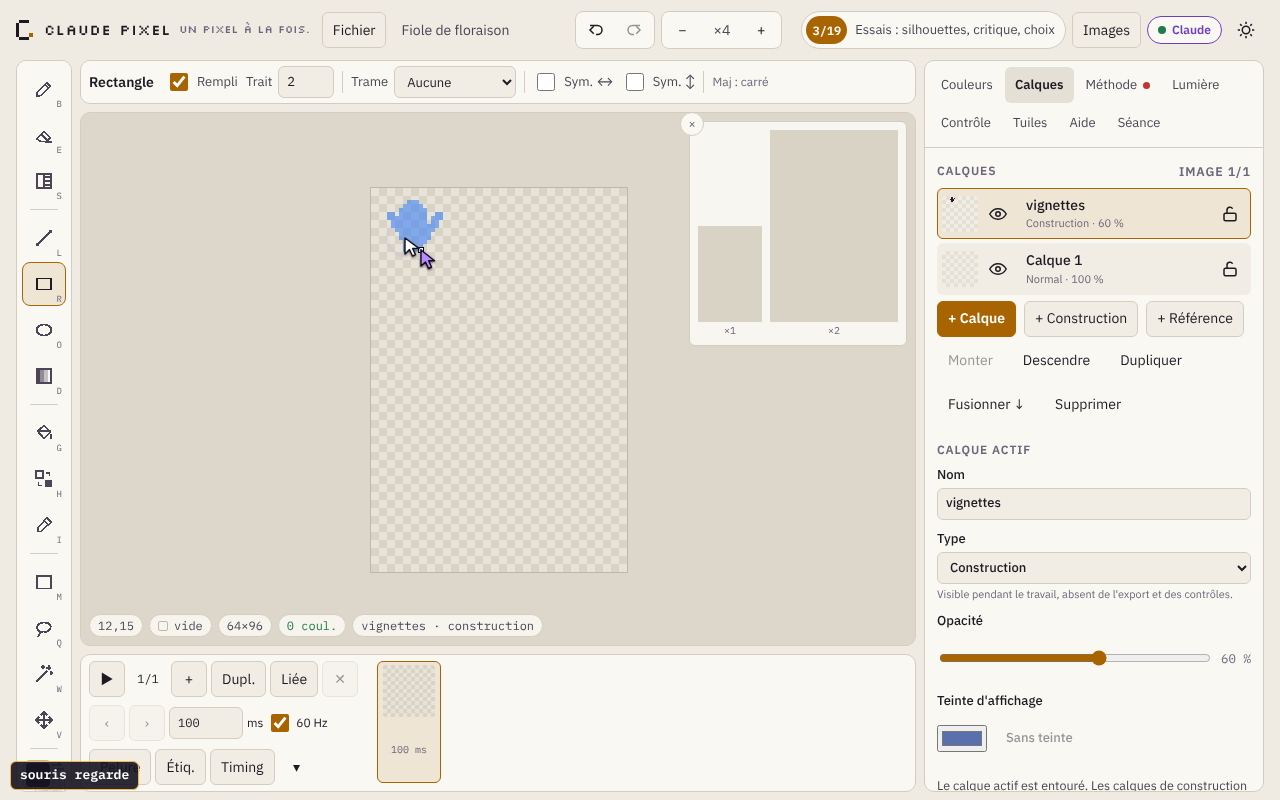 CLAUDE PIXEL UN PIXEL À LA FOIS. Fichier Fiole de floraison − ×4 + 3/19 Essais : silhouettes, critique, choix Images Claude
Rectangle Rempli Trait 2 Trame Aucune Sym. ↔ Sym. ↕ Maj : carré
B
E
S
L
R
O
D
G
H
I
M
Q
W
V
×
×1 ×2
12,15 vide 64×96 0 coul. vignettes · construction
1/1 + Dupl. Liée ×
‹ › 100 ms 60 Hz
Étiq. Timing ▼
100 ms
souris regarde
Couleurs Calques Méthode Lumière
Contrôle Tuiles Aide Séance
CALQUES IMAGE 1/1
vignettes
Construction · 60 %
Calque 1
Normal · 100 %
+ Calque + Construction + Référence
Monter Descendre Dupliquer
Fusionner ↓ Supprimer
CALQUE ACTIF
Nom
vignettes
Type
Construction
Visible pendant le travail, absent de l'export et des contrôles.
Opacité
60 %
Teinte d'affichage
Sans teinte
Le calque actif est entouré. Les calques de construction